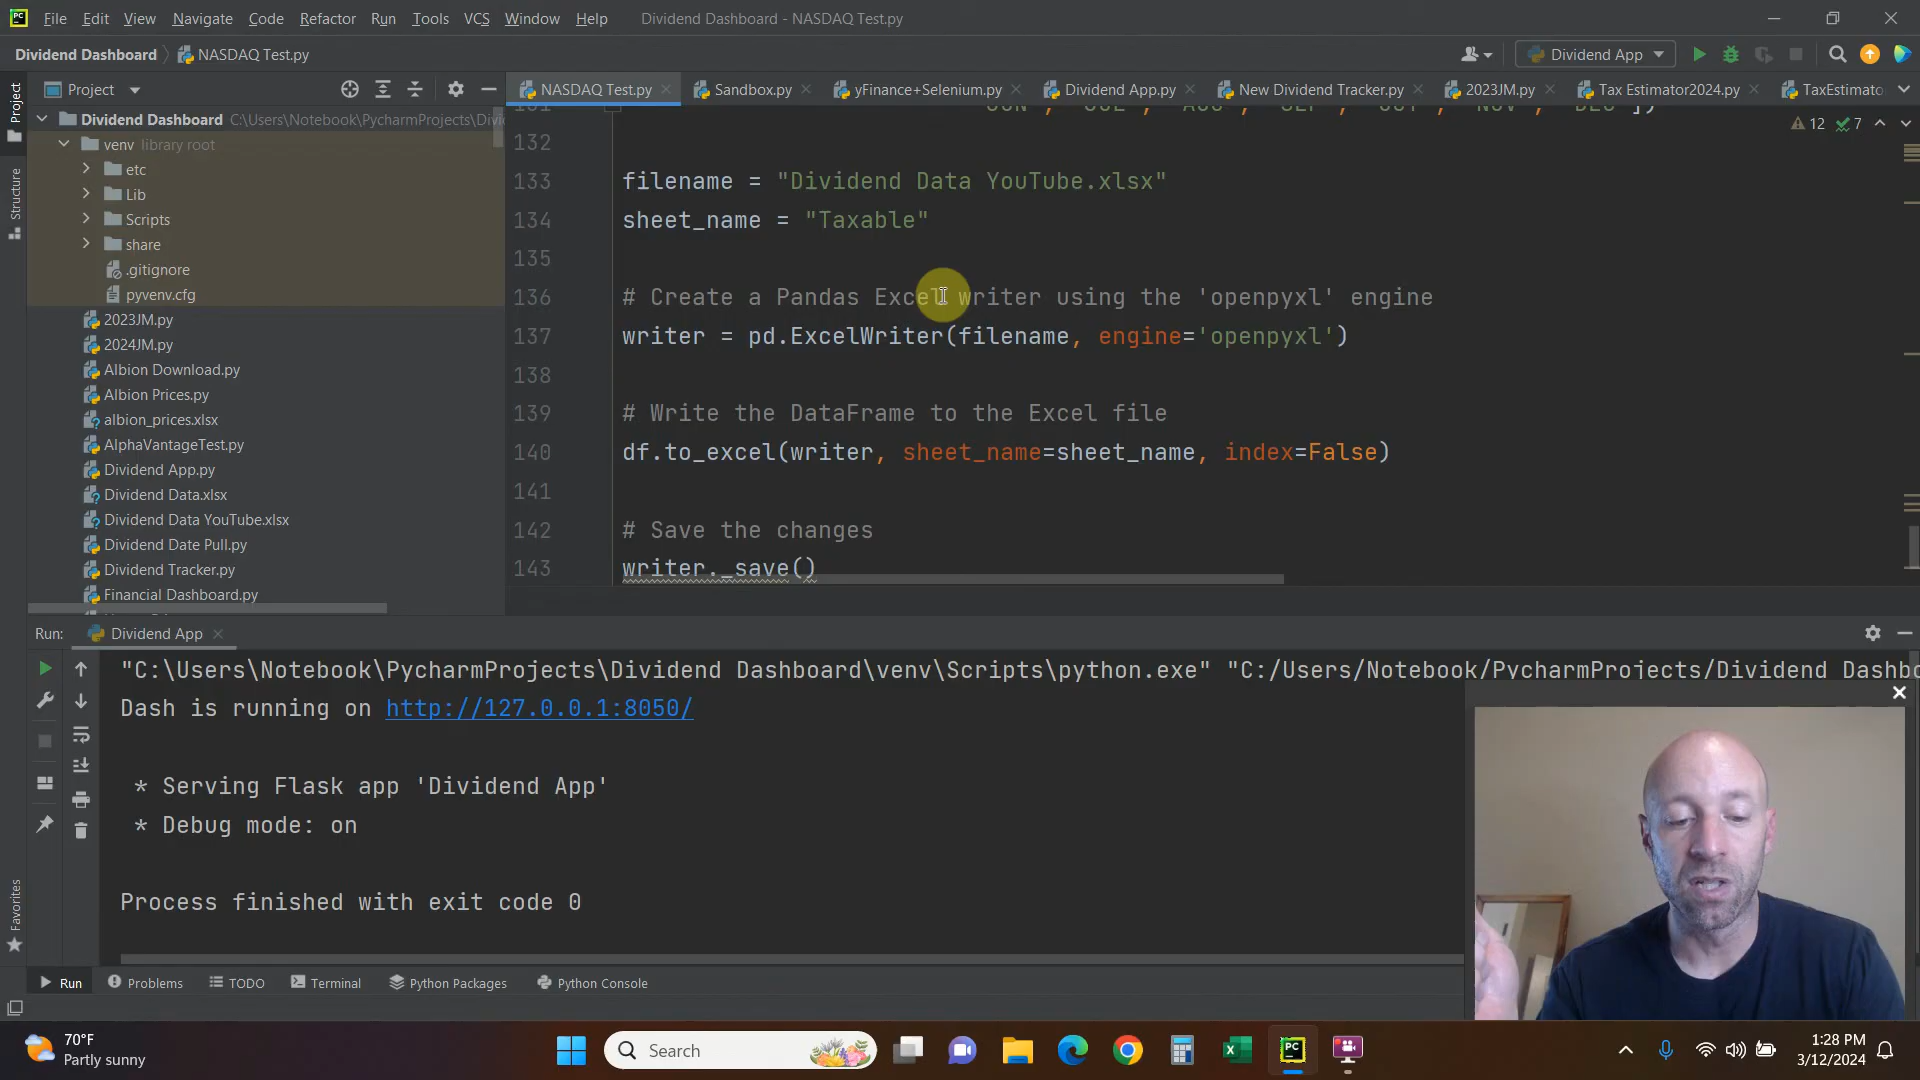 File Edit View Navigate Code Refactor Run Tools VCS Window Help Dividend Dashboard - NASDAQ Test.py
Dividend Dashboard NASDAQ Test.py Dividend App
Project NASDAQ Test.py Sandbox.py yFinance+Selenium.py Dividend App.py New Dividend Tracker.py 2023JM.py Tax Estimator2024.py TaxEstimato
Project
Structure
Favorites
Dividend Dashboard C:\Users\Notebook\PycharmProjects\Divid
venv library root
etc
Lib
Scripts
share
.gitignore
pyvenv.cfg
2023JM.py
2024JM.py
Albion Download.py
Albion Prices.py
albion_prices.xlsx
AlphaVantageTest.py
Dividend App.py
Dividend Data.xlsx
Dividend Data YouTube.xlsx
Dividend Date Pull.py
Dividend Tracker.py
Financial Dashboard.py
12 7
132
133 filename = "Dividend Data YouTube.xlsx"
134 sheet_name = "Taxable"
135
136 # Create a Pandas Excel writer using the 'openpyxl' engine
137 writer = pd.ExcelWriter(filename, engine='openpyxl')
138
139 # Write the DataFrame to the Excel file
140 df.to_excel(writer, sheet_name=sheet_name, index=False)
141
142 # Save the changes
143 writer._save()
Run: Dividend App
"C:\Users\Notebook\PycharmProjects\Dividend Dashboard\venv\Scripts\python.exe" "C:/Users/Notebook/PycharmProjects/Dividend Dashbo
Dash is running on http://127.0.0.1:8050/
* Serving Flask app 'Dividend App'
* Debug mode: on
Process finished with exit code 0
Run Problems TODO Terminal Python Packages Python Console
70°F
Partly sunny
Search
1:28 PM
3/12/2024